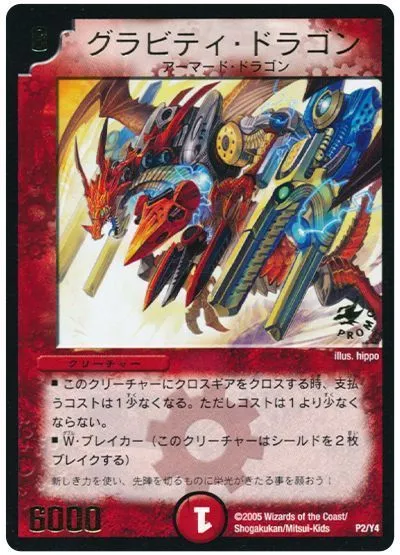 6
グラビティ・ドラゴン
アーマード・ドラゴン
PROMO
illus. hippo
クリーチャー
■ このクリーチャーにクロスギアをクロスする時、支払
うコストは1少なくなる。ただしコストは1より少なく
ならない。
■ W・ブレイカー（このクリーチャーはシールドを2枚
ブレイクする）
新しき力を使い、先陣を切るものに栄光がきたる事を願おう！
6000
1
©2005 Wizards of the Coast/
Shogakukan/Mitsui-Kids
P2/Y4